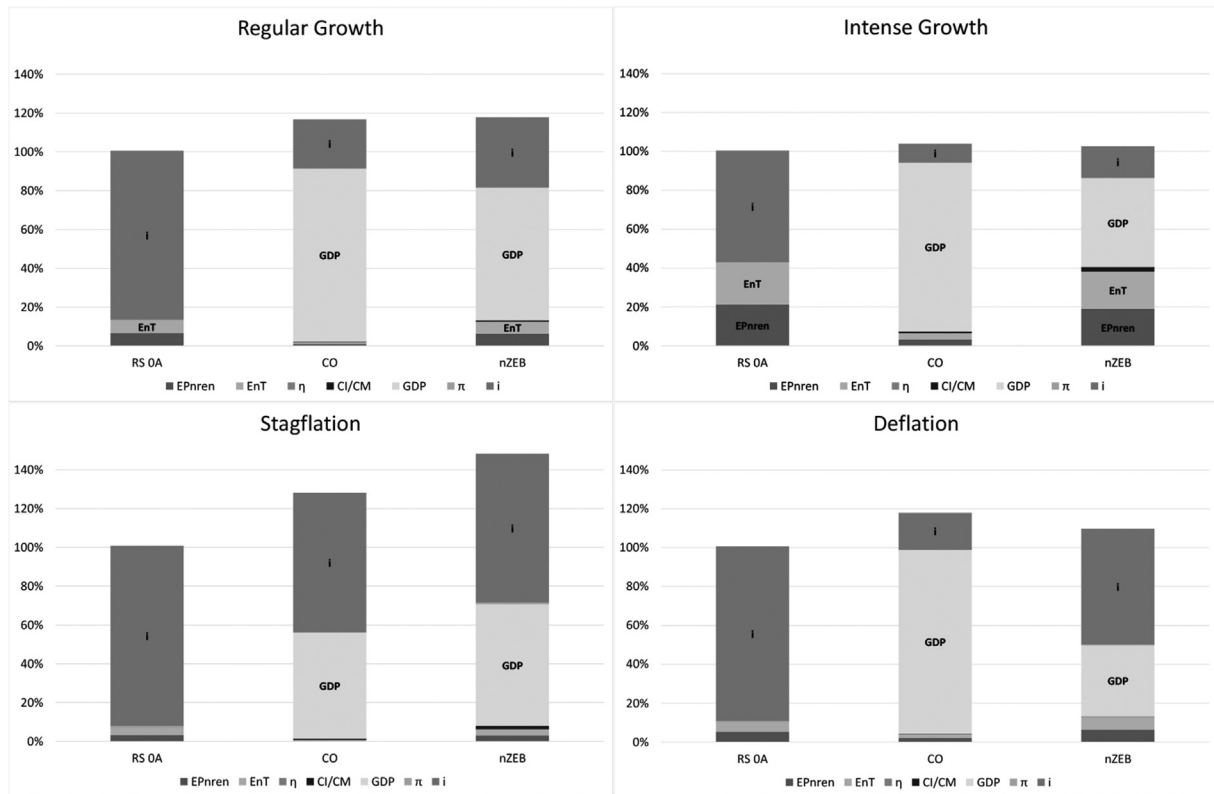 Regular Growth
140%
120%
100%
80%
60%
40%
20%
0%
i
EnT
i
GDP
i
GDP
EnT
RS 0A CO nZEB
EPnren EnT η CI/CM GDP π i
Intense Growth
140%
120%
100%
80%
60%
40%
20%
0%
i
EnT
EPnren
i
GDP
i
GDP
EnT
EPnren
RS 0A CO nZEB
EPnren EnT η CI/CM GDP π i
Stagflation
140%
120%
100%
80%
60%
40%
20%
0%
i
i
GDP
i
GDP
RS 0A CO nZEB
EPnren EnT η CI/CM GDP π i
Deflation
140%
120%
100%
80%
60%
40%
20%
0%
i
i
GDP
i
GDP
RS 0A CO nZEB
EPnren EnT η CI/CM GDP π i